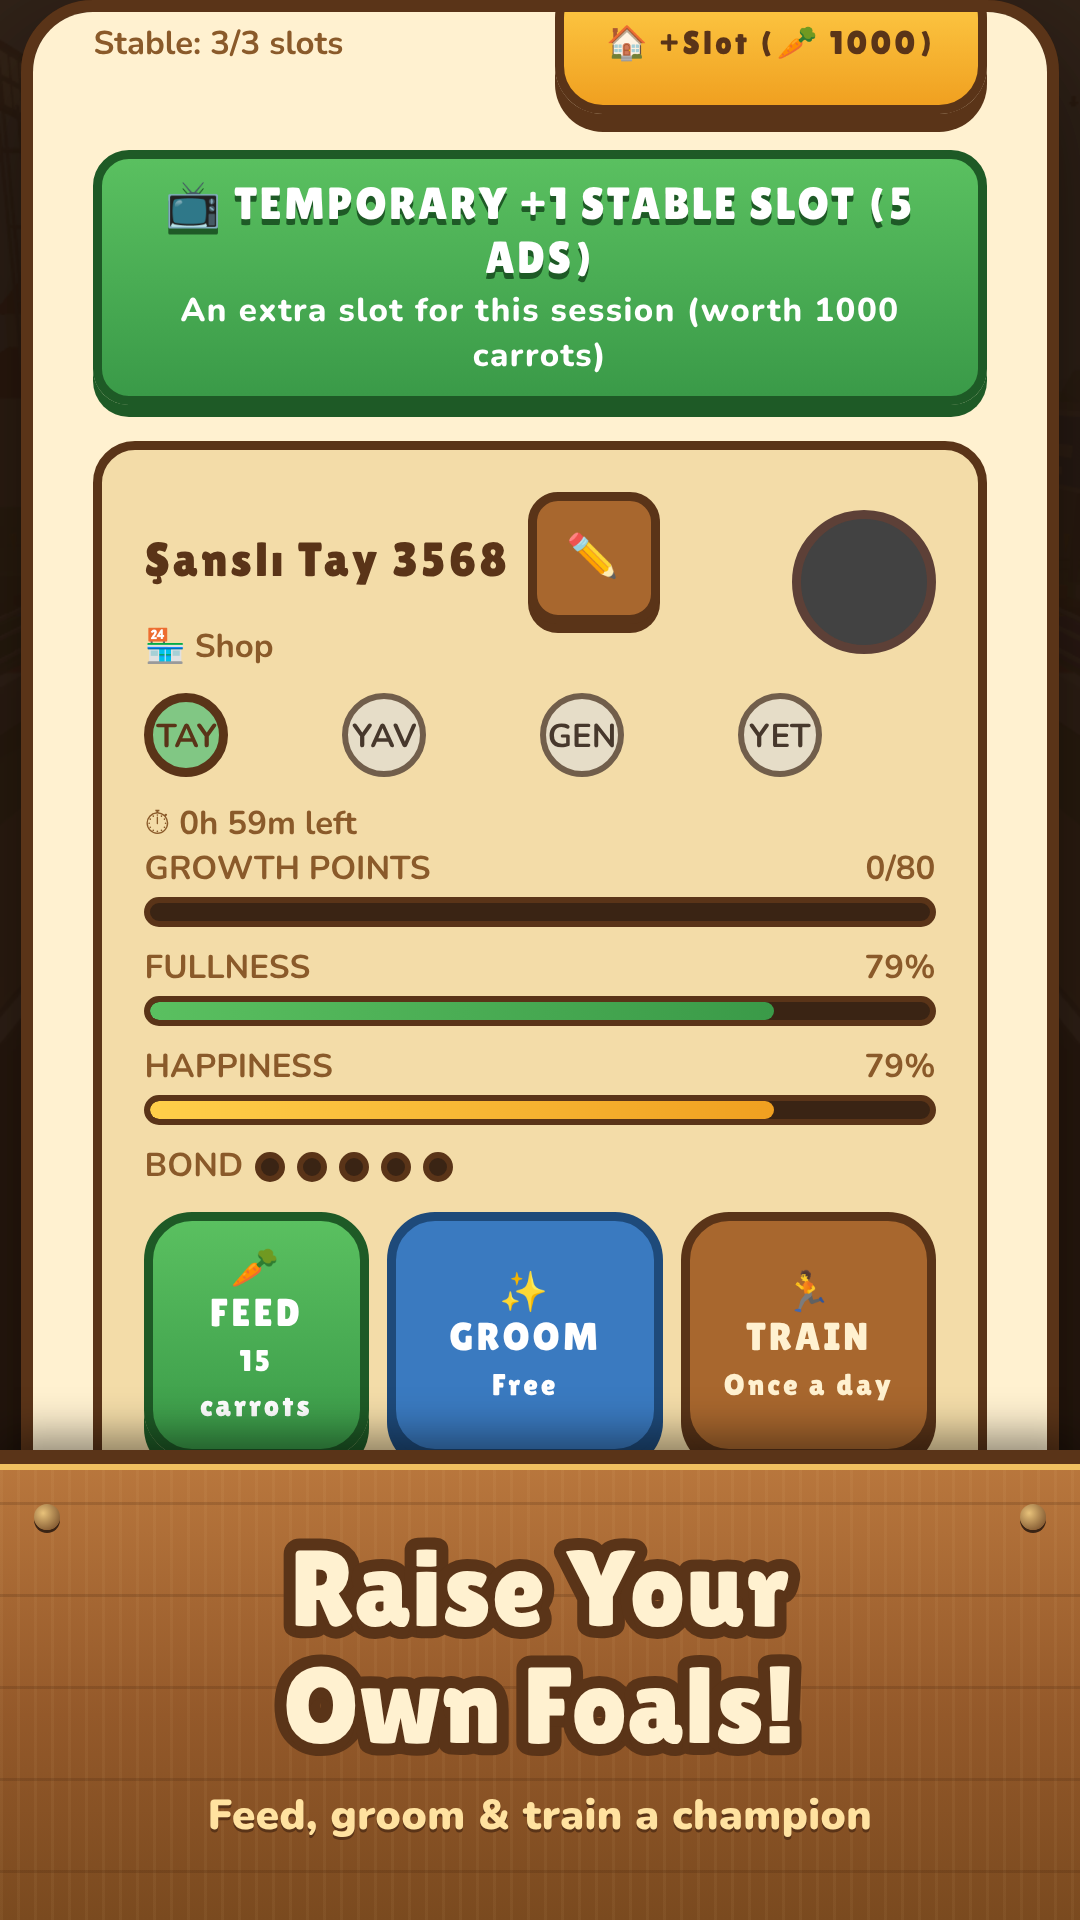 Stable: 3/3 slots
+Slot (🥕 1000)
TEMPORARY +1 STABLE SLOT (5
ADS)
An extra slot for this session (worth 1000
carrots)
Şanslı Tay 3568
24
Shop
TAY YAV GEN YET
0h 59m left
GROWTH POINTS 0/80
FULLNESS 79%
HAPPINESS 79%
BOND
FEED
15
carrots
GROOM
Free
TRAIN
Once a day
Raise Your
Own Foals!
Feed, groom & train a champion